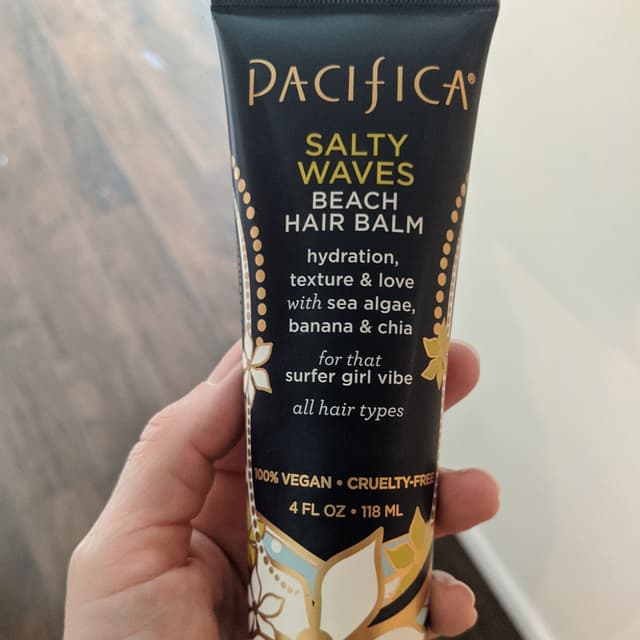 PACIFICA®
SALTY
WAVES
BEACH
HAIR BALM
hydration,
texture & love
with sea algae,
banana & chia
for that
surfer girl vibe
all hair types
100% VEGAN • CRUELTY-FREE
4 FL OZ • 118 ML